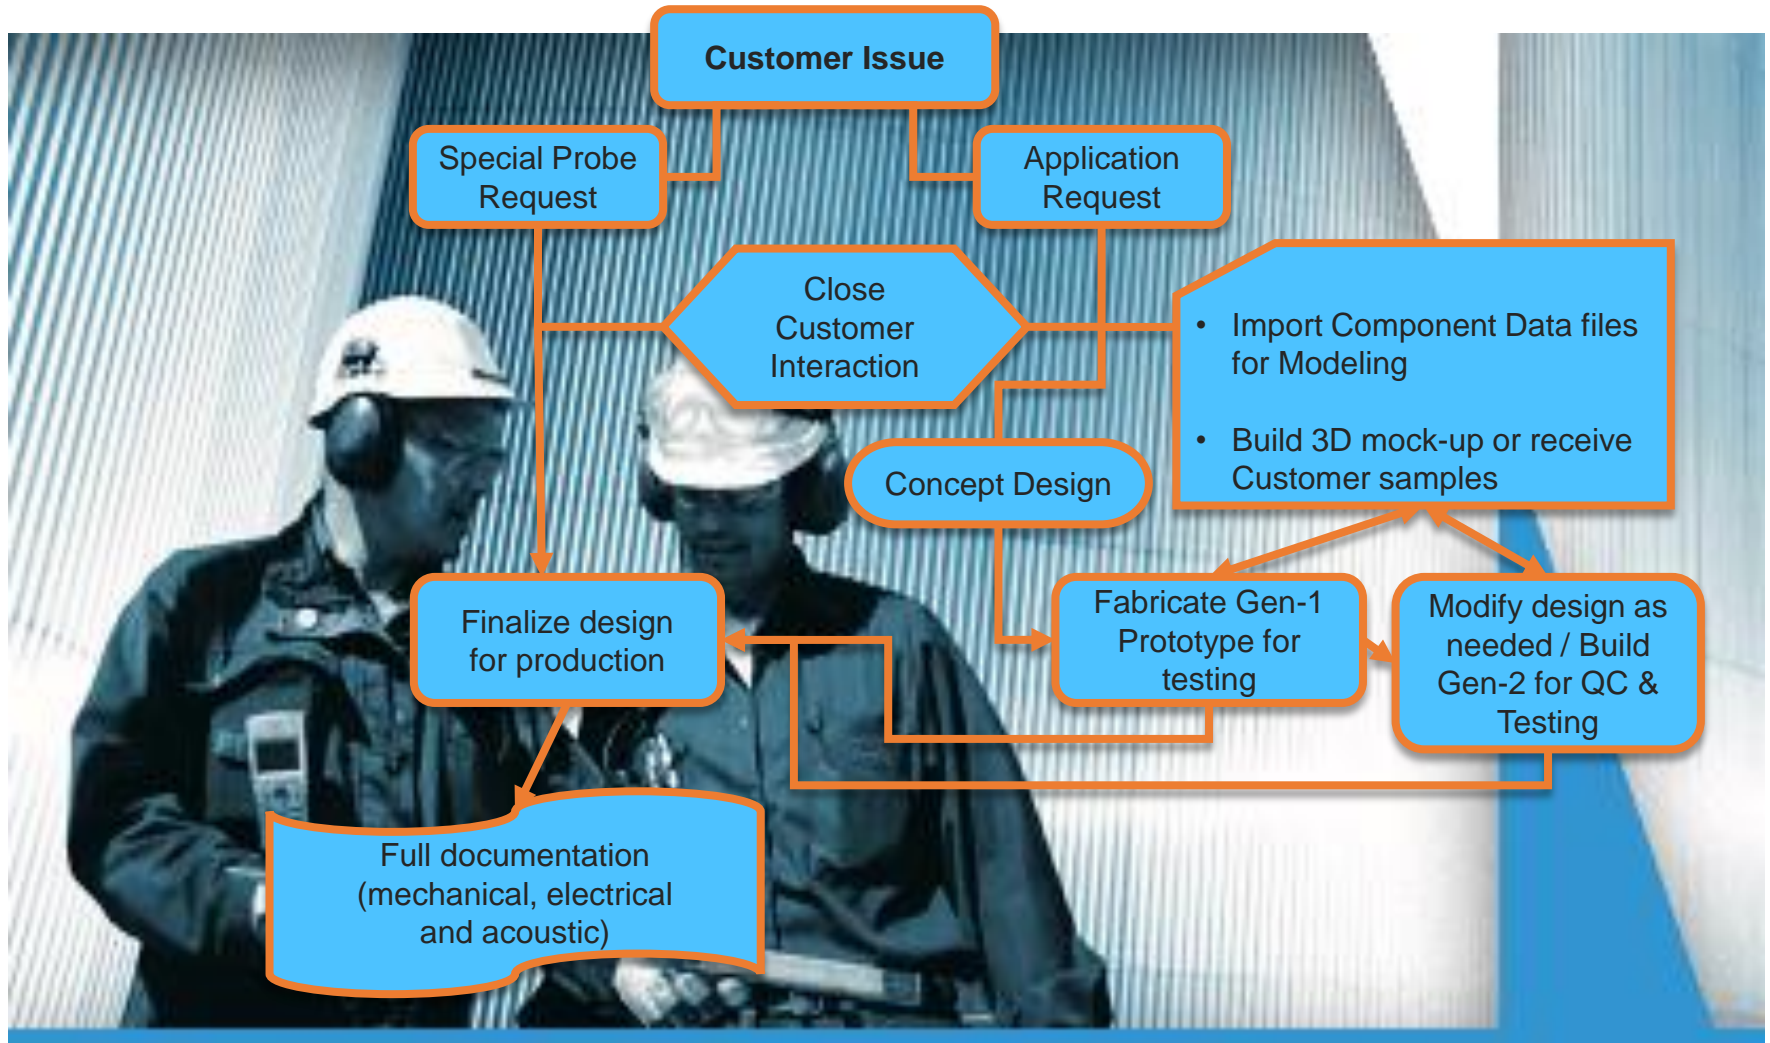 Customer Issue
Special Probe
Request
Application
Request
Close
Customer
Interaction
• Import Component Data files
for Modeling
• Build 3D mock-up or receive
Customer samples
Concept Design
Finalize design
for production
Fabricate Gen-1
Prototype for
testing
Modify design as
needed / Build
Gen-2 for QC &
Testing
Full documentation
(mechanical, electrical
and acoustic)